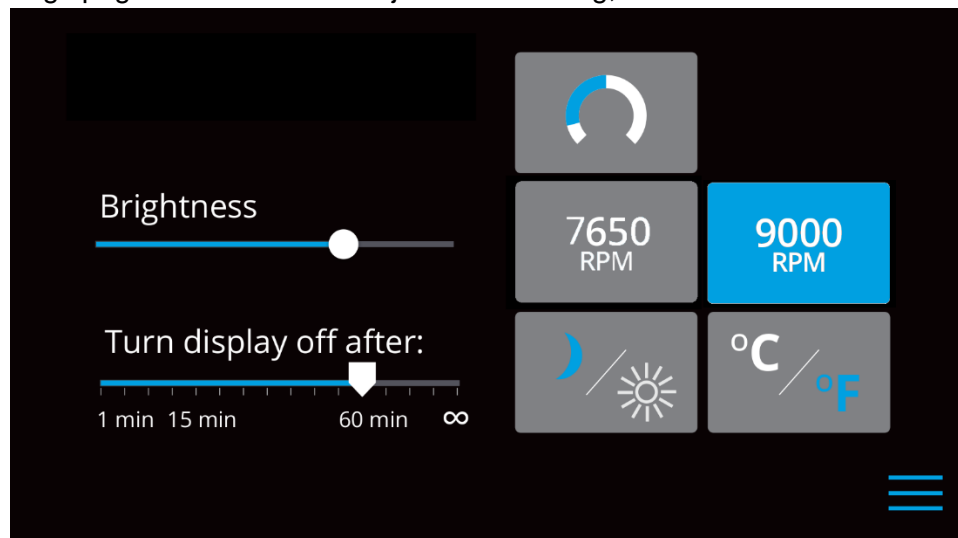 Brightness
Turn display off after:
1 min 15 min 60 min ∞
7650
RPM
9000
RPM
°C/°F